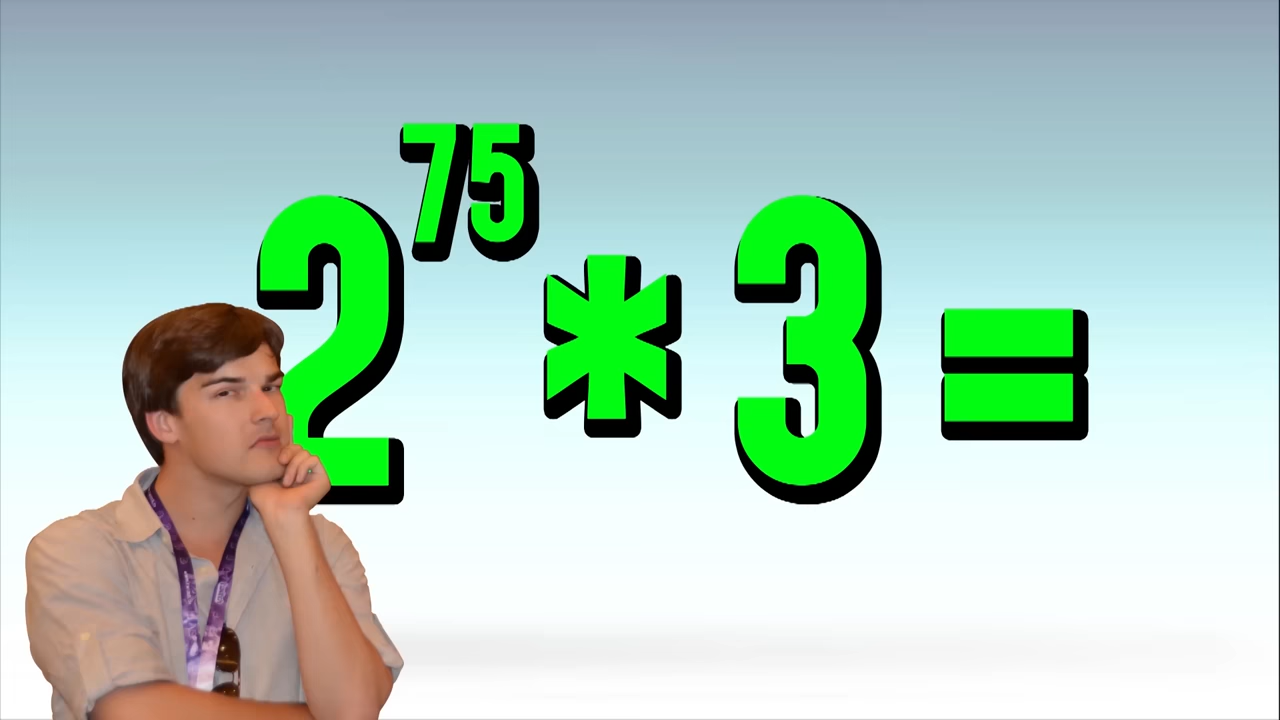 2⁷⁵ * 3 =